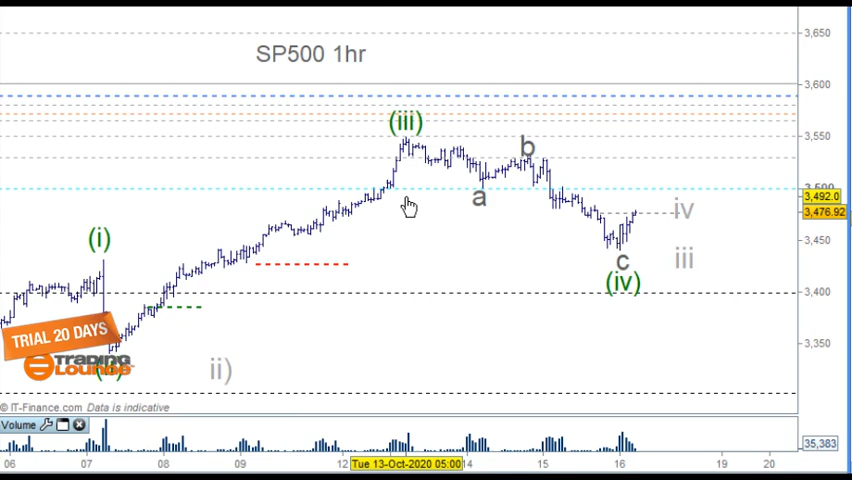 SP500 1hr
3,650
3,600
(iii)
3,550
b
3,500
a
3,492.0
3,476.92
iv
(i)
3,450
iii
c
(iv)
3,400
TRIAL 20 DAYS
TRADING
LOUNGE
3,350
ii)
© IT-Finance.com Data is indicative
Volume
35,383
06 07 08 09 12 Tue 13-Oct-2020 05:00 14 15 16 19 20